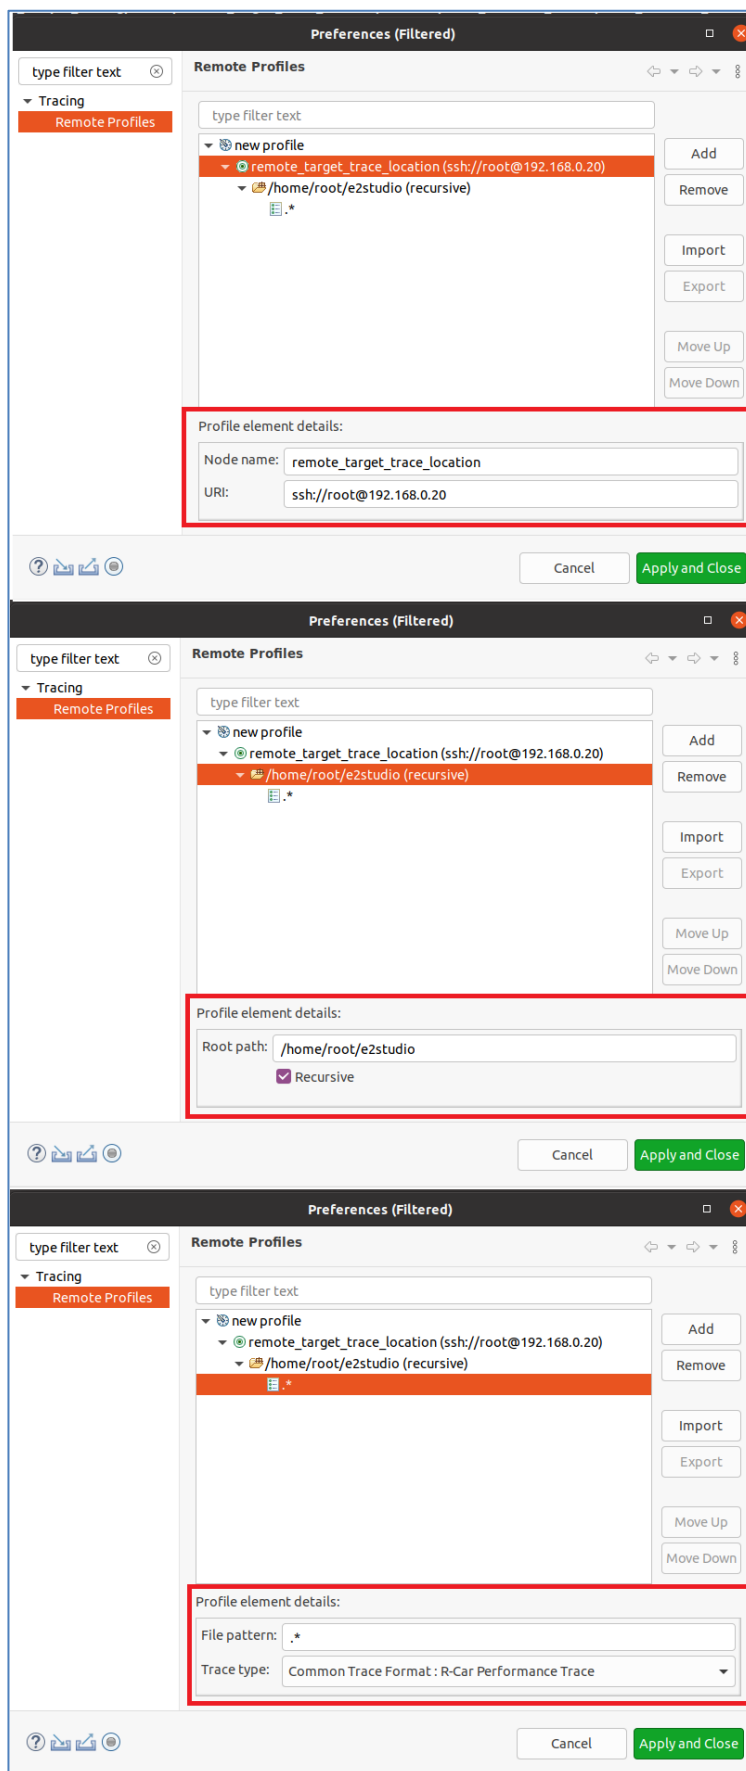 Preferences (Filtered)
type filter text
Remote Profiles
Tracing
Remote Profiles
type filter text
new profile
remote_target_trace_location (ssh://root@192.168.0.20)
/home/root/e2studio (recursive)
.*
Add
Remove
Import
Export
Move Up
Move Down
Profile element details:
Node name: remote_target_trace_location
URI: ssh://root@192.168.0.20
Cancel
Apply and Close
Preferences (Filtered)
type filter text
Remote Profiles
Tracing
Remote Profiles
type filter text
new profile
remote_target_trace_location (ssh://root@192.168.0.20)
/home/root/e2studio (recursive)
.*
Add
Remove
Import
Export
Move Up
Move Down
Profile element details:
Root path: /home/root/e2studio
Recursive
Cancel
Apply and Close
Preferences (Filtered)
type filter text
Remote Profiles
Tracing
Remote Profiles
type filter text
new profile
remote_target_trace_location (ssh://root@192.168.0.20)
/home/root/e2studio (recursive)
.*
Add
Remove
Import
Export
Move Up
Move Down
Profile element details:
File pattern: .*
Trace type: Common Trace Format : R-Car Performance Trace
Cancel
Apply and Close